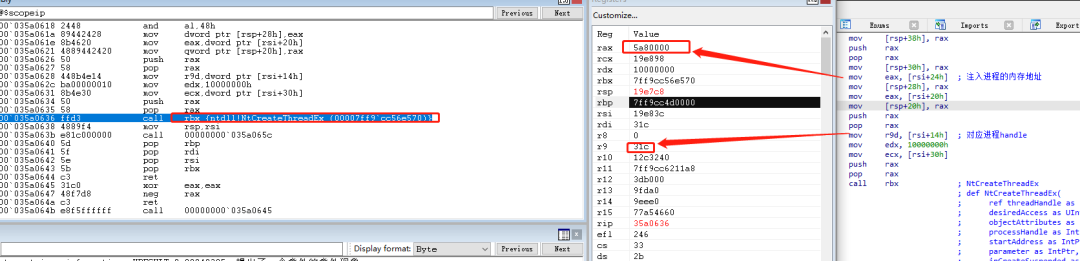 #$scopeip
Previous
Next
00`035a0618 2448 and al,48h
00`035a061a 89442428 mov dword ptr [rsp+28h],eax
00`035a061e 8b4620 mov eax,dword ptr [rsi+20h]
00`035a0621 4889442420 mov qword ptr [rsp+20h],rax
00`035a0626 50 push rax
00`035a0627 58 pop rax
00`035a0628 448b4e14 mov r9d,dword ptr [rsi+14h]
00`035a062c ba00000010 mov edx,10000000h
00`035a0631 8b4e30 mov ecx,dword ptr [rsi+30h]
00`035a0634 50 push rax
00`035a0635 58 pop rax
00`035a0636 ffd3 call rbx {ntdll!NtCreateThreadEx (00007ff9`cc56e570)}
00`035a0638 4889f4 mov rsp,rsi
00`035a063b e81c000000 call 00000000`035a065c
00`035a0640 5d pop rbp
00`035a0641 5f pop rdi
00`035a0642 5e pop rsi
00`035a0643 5b pop rbx
00`035a0644 c3 ret
00`035a0645 31c0 xor eax,eax
00`035a0647 48f7d8 neg rax
00`035a064a c3 ret
00`035a064b e8f5ffffff call 00000000`035a0645
Display format: Byte
Previous
Next
Customize...
Reg Value
rax 5a80000
rcx 19e898
rdx 10000000
rbx 7ff9cc56e570
rsp 19e7c8
rbp 7ff9cc4d0000
rsi 19e83c
rdi 31c
r8 0
r9 31c
r10 12c3240
r11 7ff9cc6211a8
r12 3db000
r13 9fda0
r14 9eee0
r15 77a54660
rip 35a0636
efl 246
cs 33
ds 2b
Enums
Imports
Export
mov [rsp+38h], rax
push rax
pop rax
mov [rsp+30h], rax
mov eax, [rsi+24h] ; 注入进程的内存地址
mov [rsp+28h], eax
mov eax, [rsi+20h]
mov [rsp+20h], rax
push rax
pop rax
mov r9d, [rsi+14h] ; 对应进程handle
mov edx, 10000000h
mov ecx, [rsi+30h]
push rax
pop rax
call rbx ; NtCreateThreadEx
; def NtCreateThreadEx(
; ref threadHandle as
; desiredAccess as UIn
; objectAttributes as
; processHandle as Int
; startAddress as IntP
; parameter as IntPtr,